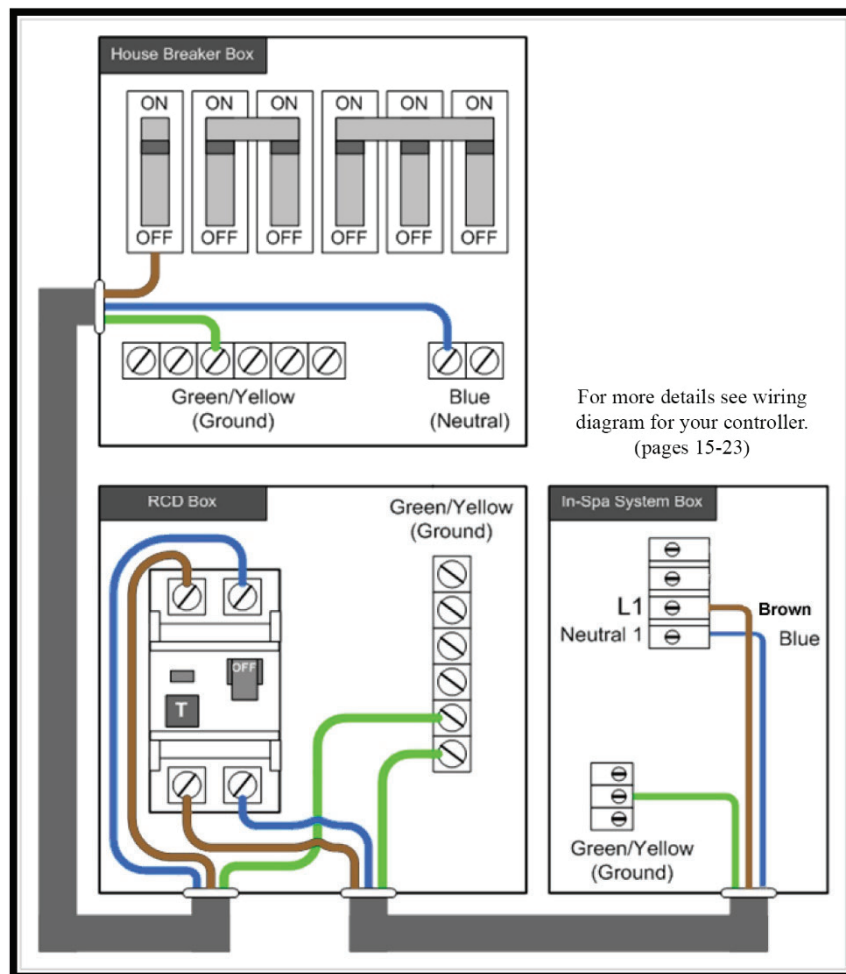 House Breaker Box
ON ON ON ON ON ON
OFF OFF OFF OFF OFF OFF
Green/Yellow
(Ground)
Blue
(Neutral)
For more details see wiring
diagram for your controller.
(pages 15-23)
RCD Box
Green/Yellow
(Ground)
OFF
T
In-Spa System Box
L1 Brown
Neutral 1 Blue
Green/Yellow
(Ground)